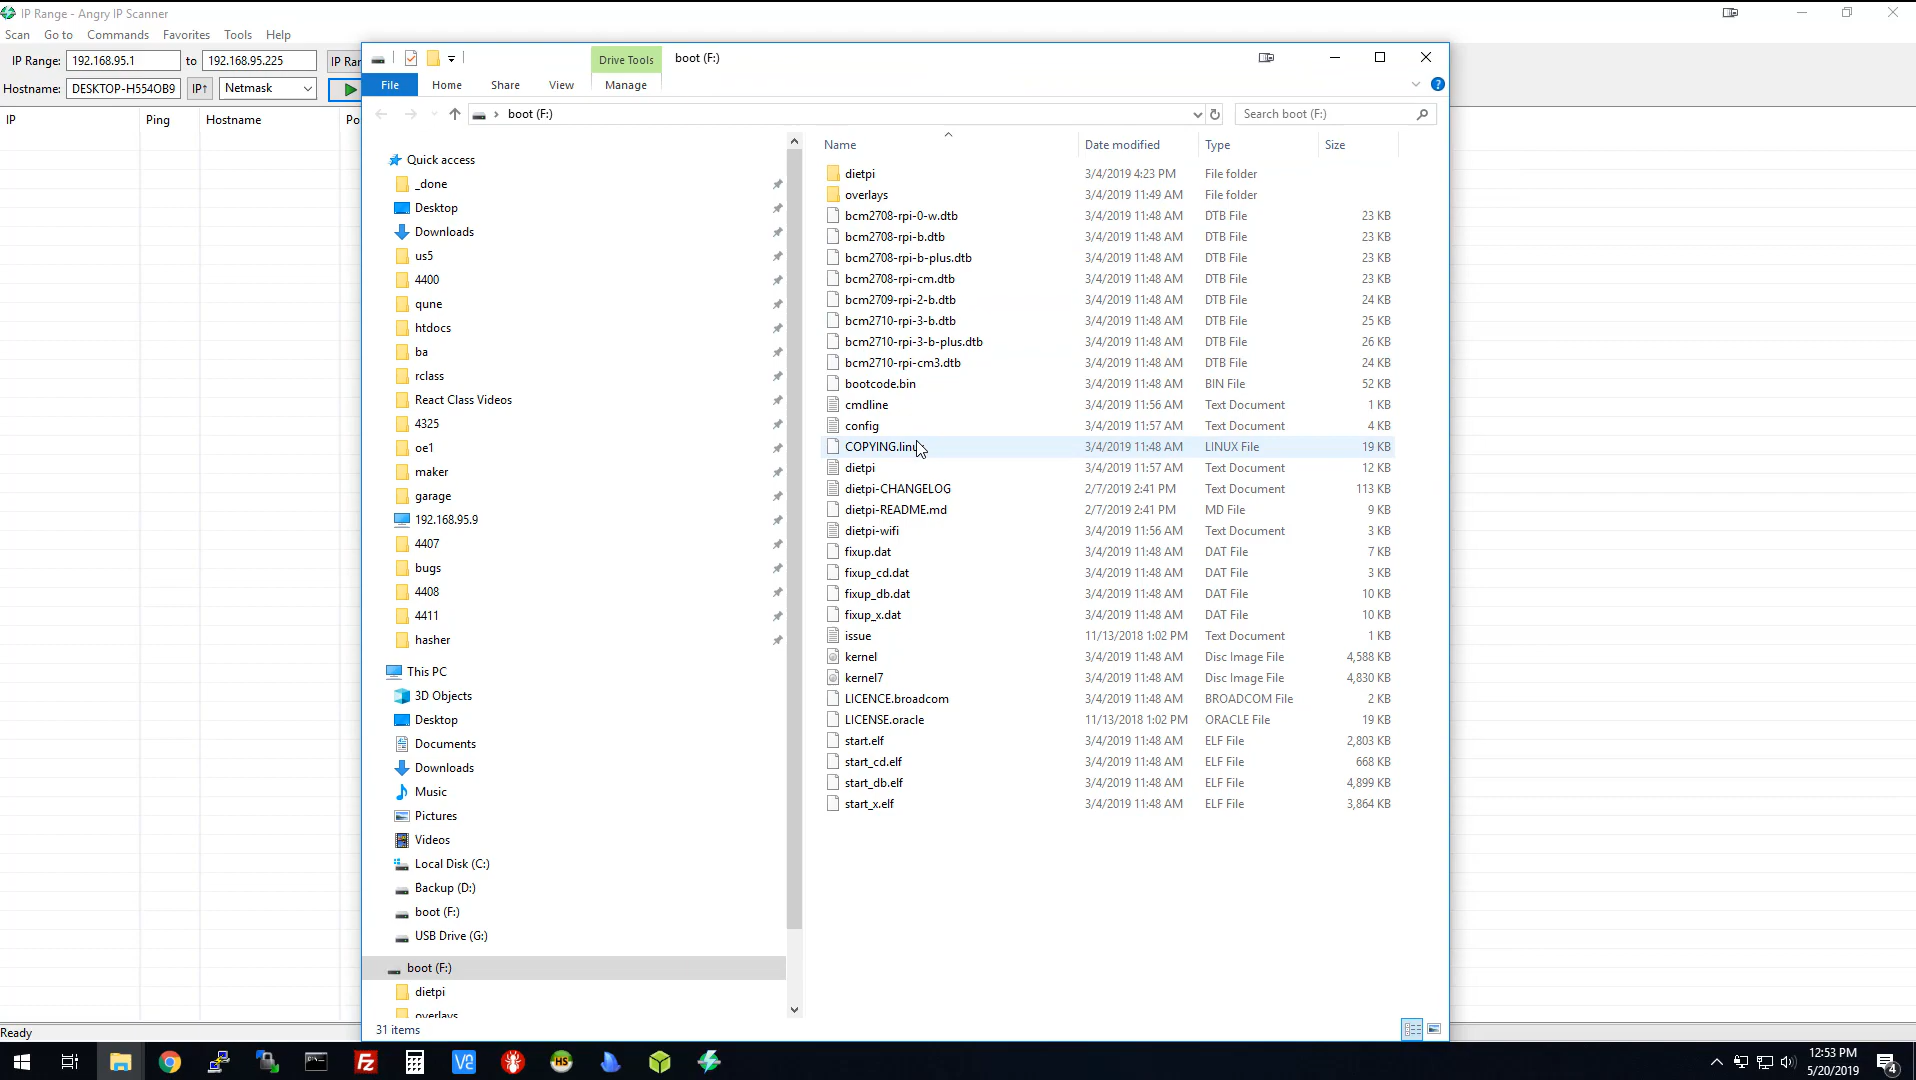 IP Range - Angry IP Scanner
Scan Go to Commands Favorites Tools Help
IP Range: 192.168.95.1 to 192.168.95.225 IP Ran
Hostname: DESKTOP-H554OB9 IP↑ Netmask
IP Ping Hostname Po
Drive Tools boot (F:)
File Home Share View Manage
boot (F:) Search boot (F:)
Quick access
_done
Desktop
Downloads
us5
4400
qune
htdocs
ba
rclass
React Class Videos
4325
oe1
maker
garage
192.168.95.9
4407
bugs
4408
4411
hasher
This PC
3D Objects
Desktop
Documents
Downloads
Music
Pictures
Videos
Local Disk (C:)
Backup (D:)
boot (F:)
USB Drive (G:)
boot (F:)
dietpi
overlays
Name Date modified Type Size
dietpi 3/4/2019 4:23 PM File folder
overlays 3/4/2019 11:49 AM File folder
bcm2708-rpi-0-w.dtb 3/4/2019 11:48 AM DTB File 23 KB
bcm2708-rpi-b.dtb 3/4/2019 11:48 AM DTB File 23 KB
bcm2708-rpi-b-plus.dtb 3/4/2019 11:48 AM DTB File 23 KB
bcm2708-rpi-cm.dtb 3/4/2019 11:48 AM DTB File 23 KB
bcm2709-rpi-2-b.dtb 3/4/2019 11:48 AM DTB File 24 KB
bcm2710-rpi-3-b.dtb 3/4/2019 11:48 AM DTB File 25 KB
bcm2710-rpi-3-b-plus.dtb 3/4/2019 11:48 AM DTB File 26 KB
bcm2710-rpi-cm3.dtb 3/4/2019 11:48 AM DTB File 24 KB
bootcode.bin 3/4/2019 11:48 AM BIN File 52 KB
cmdline 3/4/2019 11:56 AM Text Document 1 KB
config 3/4/2019 11:57 AM Text Document 4 KB
COPYING.linux 3/4/2019 11:48 AM LINUX File 19 KB
dietpi 3/4/2019 11:57 AM Text Document 12 KB
dietpi-CHANGELOG 2/7/2019 2:41 PM Text Document 113 KB
dietpi-README.md 2/7/2019 2:41 PM MD File 9 KB
dietpi-wifi 3/4/2019 11:56 AM Text Document 3 KB
fixup.dat 3/4/2019 11:48 AM DAT File 7 KB
fixup_cd.dat 3/4/2019 11:48 AM DAT File 3 KB
fixup_db.dat 3/4/2019 11:48 AM DAT File 10 KB
fixup_x.dat 3/4/2019 11:48 AM DAT File 10 KB
issue 11/13/2018 1:02 PM Text Document 1 KB
kernel 3/4/2019 11:48 AM Disc Image File 4,588 KB
kernel7 3/4/2019 11:48 AM Disc Image File 4,830 KB
LICENCE.broadcom 3/4/2019 11:48 AM BROADCOM File 2 KB
LICENSE.oracle 11/13/2018 1:02 PM ORACLE File 19 KB
start.elf 3/4/2019 11:48 AM ELF File 2,803 KB
start_cd.elf 3/4/2019 11:48 AM ELF File 668 KB
start_db.elf 3/4/2019 11:48 AM ELF File 4,899 KB
start_x.elf 3/4/2019 11:48 AM ELF File 3,864 KB
31 items
Ready
12:53 PM
5/20/2019
4